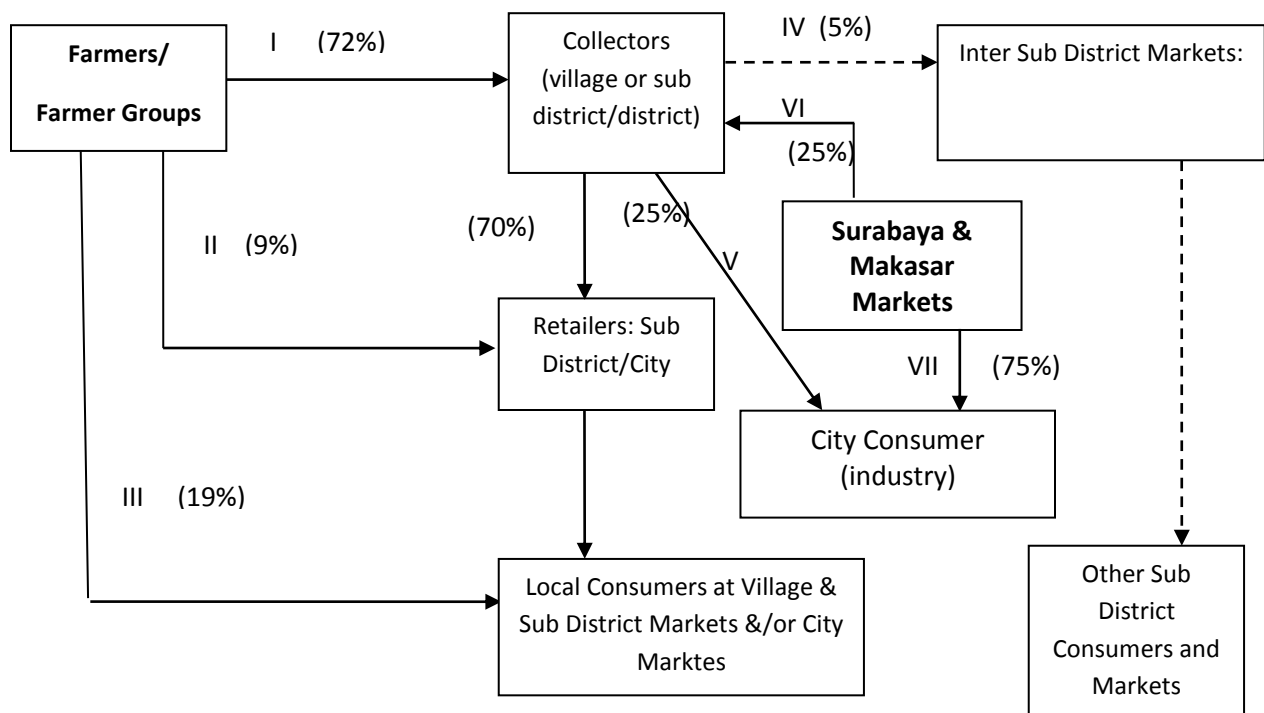 Farmers/
Farmer Groups
I (72%)
Collectors
(village or sub
district/district)
IV (5%)
Inter Sub District Markets:
VI
(25%)
II (9%)
(70%)
(25%)
V
Surabaya &
Makasar
Markets
Retailers: Sub
District/City
VII (75%)
City Consumer
(industry)
III (19%)
Local Consumers at Village &
Sub District Markets &/or City
Marktes
Other Sub
District
Consumers and
Markets